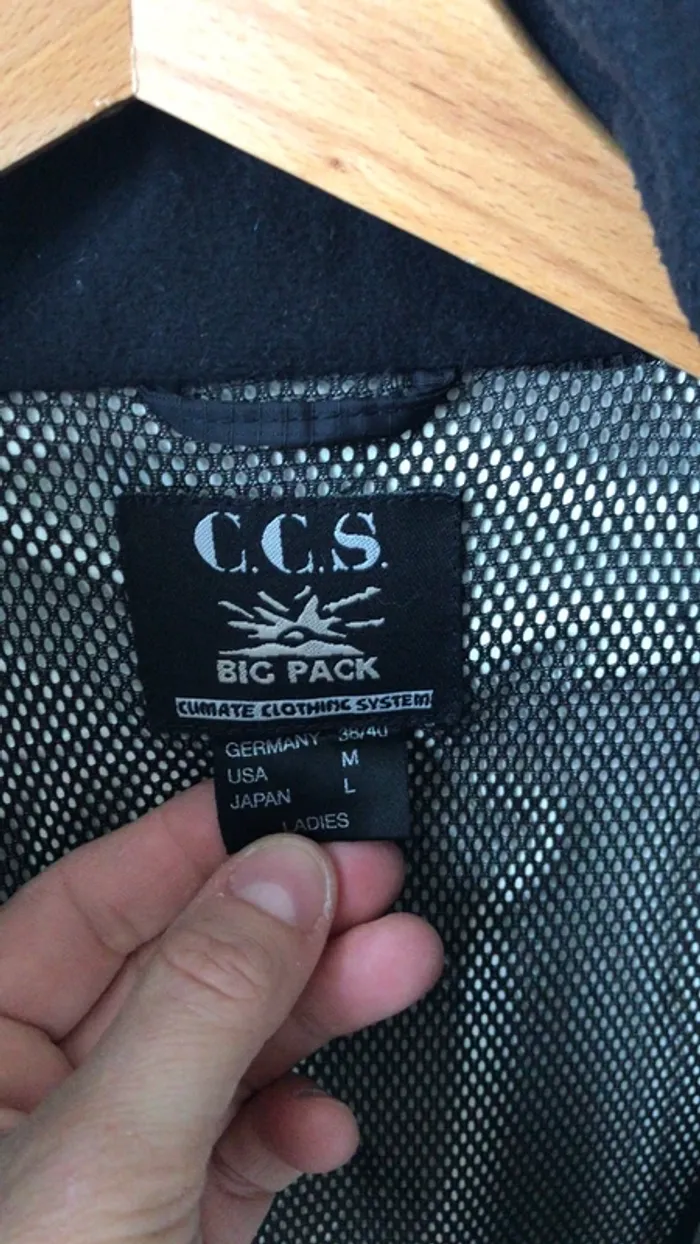 C.C.S.
BIG PACK
CLIMATE CLOTHING SYSTEM
GERMANY 38/40
USA M
JAPAN L
LADIES